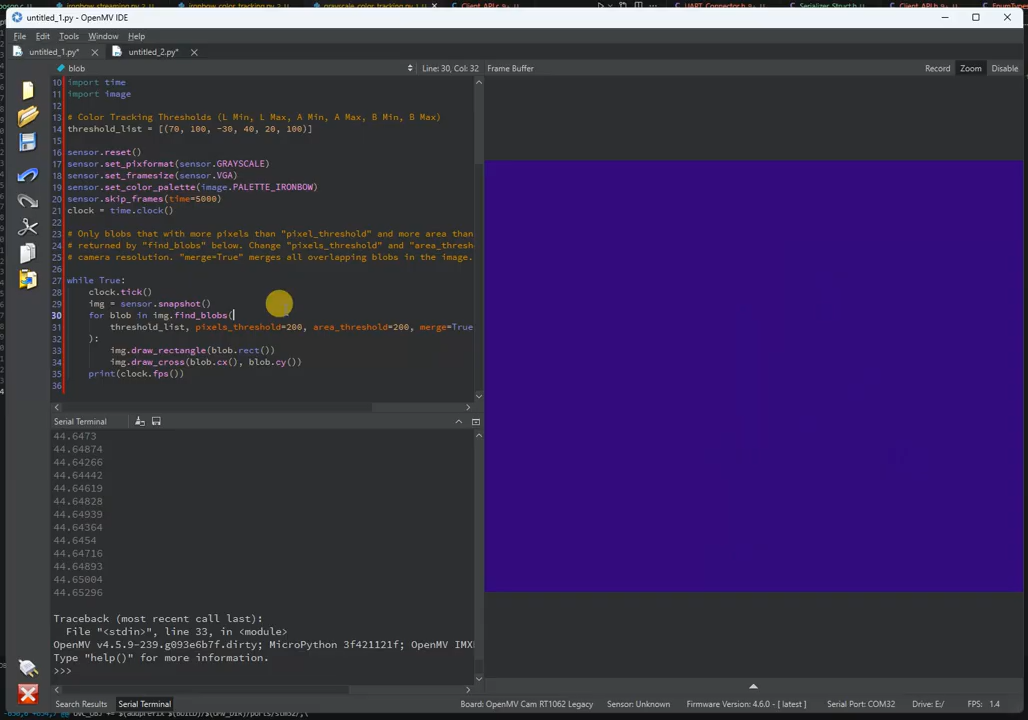 untitled_1.py* - OpenMV IDE
File Edit Tools Window Help
untitled_1.py* untitled_2.py*
blob Line: 30, Col: 32 Frame Buffer Record Zoom Disable
10 import time
11 import image
12
13 # Color Tracking Thresholds (L Min, L Max, A Min, A Max, B Min, B Max)
14 threshold_list = [(70, 100, -30, 40, 20, 100)]
15
16 sensor.reset()
17 sensor.set_pixformat(sensor.GRAYSCALE)
18 sensor.set_framesize(sensor.VGA)
19 sensor.set_color_palette(image.PALETTE_IRONBOW)
20 sensor.skip_frames(time=5000)
21 clock = time.clock()
22
23 # Only blobs that with more pixels than "pixel_threshold" and more area than
24 # returned by "find_blobs" below. Change "pixels_threshold" and "area_thresh
25 # camera resolution. "merge=True" merges all overlapping blobs in the image.
26
27 while True:
28 clock.tick()
29 img = sensor.snapshot()
30 for blob in img.find_blobs(
31 threshold_list, pixels_threshold=200, area_threshold=200, merge=True
32 ):
33 img.draw_rectangle(blob.rect())
34 img.draw_cross(blob.cx(), blob.cy())
35 print(clock.fps())
36
Serial Terminal
44.6473
44.64874
44.64266
44.64442
44.64619
44.64828
44.64939
44.64364
44.6454
44.64716
44.64893
44.65004
44.65296
Traceback (most recent call last):
File "<stdin>", line 33, in <module>
OpenMV v4.5.9-239.g093e6b7f.dirty; MicroPython 3f421121f; OpenMV IMX
Type "help()" for more information.
>>>
Search Results Serial Terminal Board: OpenMV Cam RT1062 Legacy Sensor: Unknown Firmware Version: 4.6.0 - [ latest ] Serial Port: COM32 Drive: E:/ FPS: 1.4